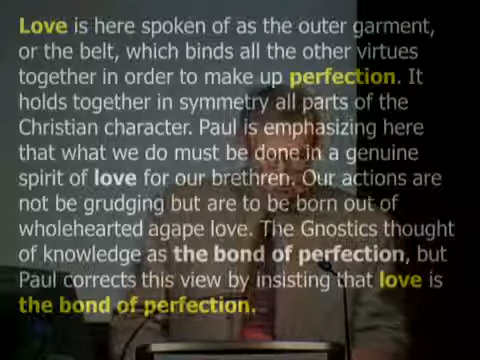 Love is here spoken of as the outer garment,
or the belt, which binds all the other virtues
together in order to make up perfection. It
holds together in symmetry all parts of the
Christian character. Paul is emphasizing here
that what we do must be done in a genuine
spirit of love for our brethren. Our actions are
not be grudging but are to be born out of
wholehearted agape love. The Gnostics thought
of knowledge as the bond of perfection, but
Paul corrects this view by insisting that love is
the bond of perfection.